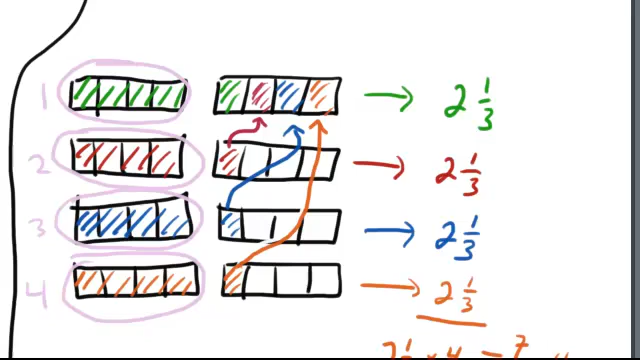 1 → 2 1/3
2 → 2 1/3
3 → 2 1/3
4 → 2 1/3